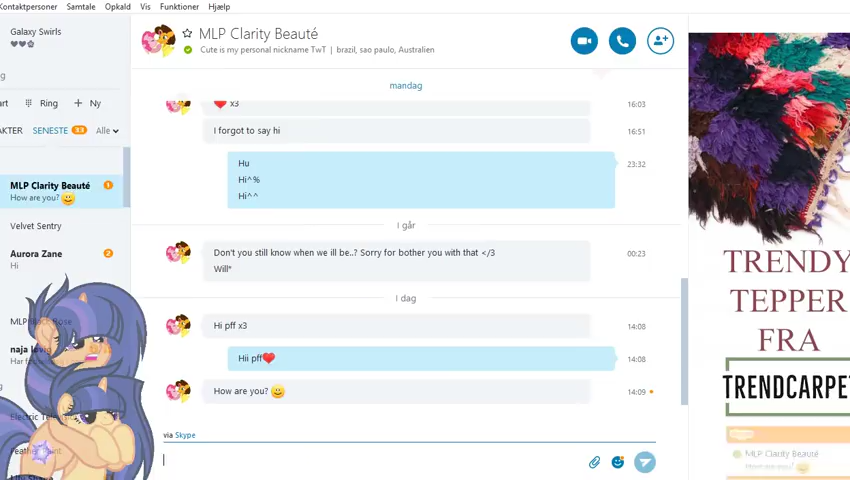 Kontaktpersoner Samtale Opkald Vis Funktioner Hjælp
Galaxy Swirls
MLP Clarity Beauté
Cute is my personal nickname TwT | brazil, sao paulo, Australien
Ring
Ny
SENESTE 33 Alle
mandag
x3 16:03
I forgot to say hi 16:51
Hu 23:32
Hi^%
Hi^^
MLP Clarity Beauté 1
How are you?
Velvet Sentry
Aurora Zane 2
Hi
I går
Don't you still know when we ill be..? Sorry for bother you with that </3 00:23
Will*
I dag
Hi pff x3 14:08
Hii pff 14:08
How are you? 14:09
via Skype
naja
Electric
TRENDY
TEPPER
FRA
TRENDCARPET
MLP Clarity Beauté
How are you?